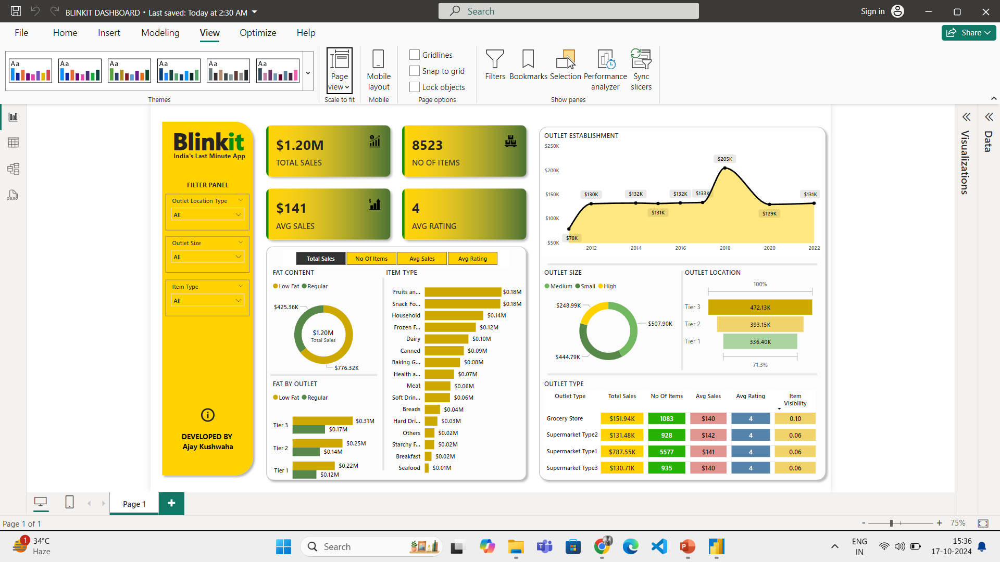 BLINKIT DASHBOARD • Last saved: Today at 2:30 AM
Search
Sign in
File Home Insert Modeling View Optimize Help
Share
Aa Aa Aa Aa Aa Aa
Themes
Page view
Scale to fit
Mobile layout
Mobile
Gridlines
Snap to grid
Lock objects
Page options
Filters Bookmarks Selection Performance analyzer Sync slicers
Show panes
Visualizations
Data
DAX
Blinkit
India's Last Minute App
FILTER PANEL
Outlet Location Type
All
Outlet Size
All
Item Type
All
DEVELOPED BY
Ajay Kushwaha
$1.20M
TOTAL SALES
8523
NO OF ITEMS
$141
AVG SALES
4
AVG RATING
Total Sales No Of Items Avg Sales Avg Rating
FAT CONTENT
Low Fat Regular
$425.36K
$1.20M
Total Sales
$776.32K
FAT BY OUTLET
Low Fat Regular
Tier 3 $0.31M
$0.17M
Tier 2 $0.25M
$0.14M
Tier 1 $0.22M
$0.12M
ITEM TYPE
Fruits an... $0.18M
Snack Fo... $0.18M
Household $0.14M
Frozen F... $0.12M
Dairy $0.10M
Canned $0.09M
Baking G... $0.08M
Health a... $0.07M
Meat $0.06M
Soft Drin... $0.06M
Breads $0.04M
Hard Dri... $0.03M
Others $0.02M
Starchy F... $0.02M
Breakfast $0.02M
Seafood $0.01M
OUTLET ESTABLISHMENT
$250K
$200K
$150K
$100K
$50K
$78K $130K $132K $131K $132K $133K $205K $129K $131K
2012 2014 2016 2018 2020 2022
OUTLET SIZE
Medium Small High
$248.99K
$507.90K
$444.79K
OUTLET LOCATION
100%
Tier 3 472.13K
Tier 2 393.15K
Tier 1 336.40K
71.3%
OUTLET TYPE
Outlet Type Total Sales No Of Items Avg Sales Avg Rating Item Visibility
Grocery Store $151.94K 1083 $140 4 0.10
Supermarket Type2 $131.48K 928 $142 4 0.06
Supermarket Type1 $787.55K 5577 $141 4 0.06
Supermarket Type3 $130.71K 935 $140 4 0.06
Page 1
Page 1 of 1
- + 75%
1
34°C
Haze
Search
ENG
IN
15:36
17-10-2024